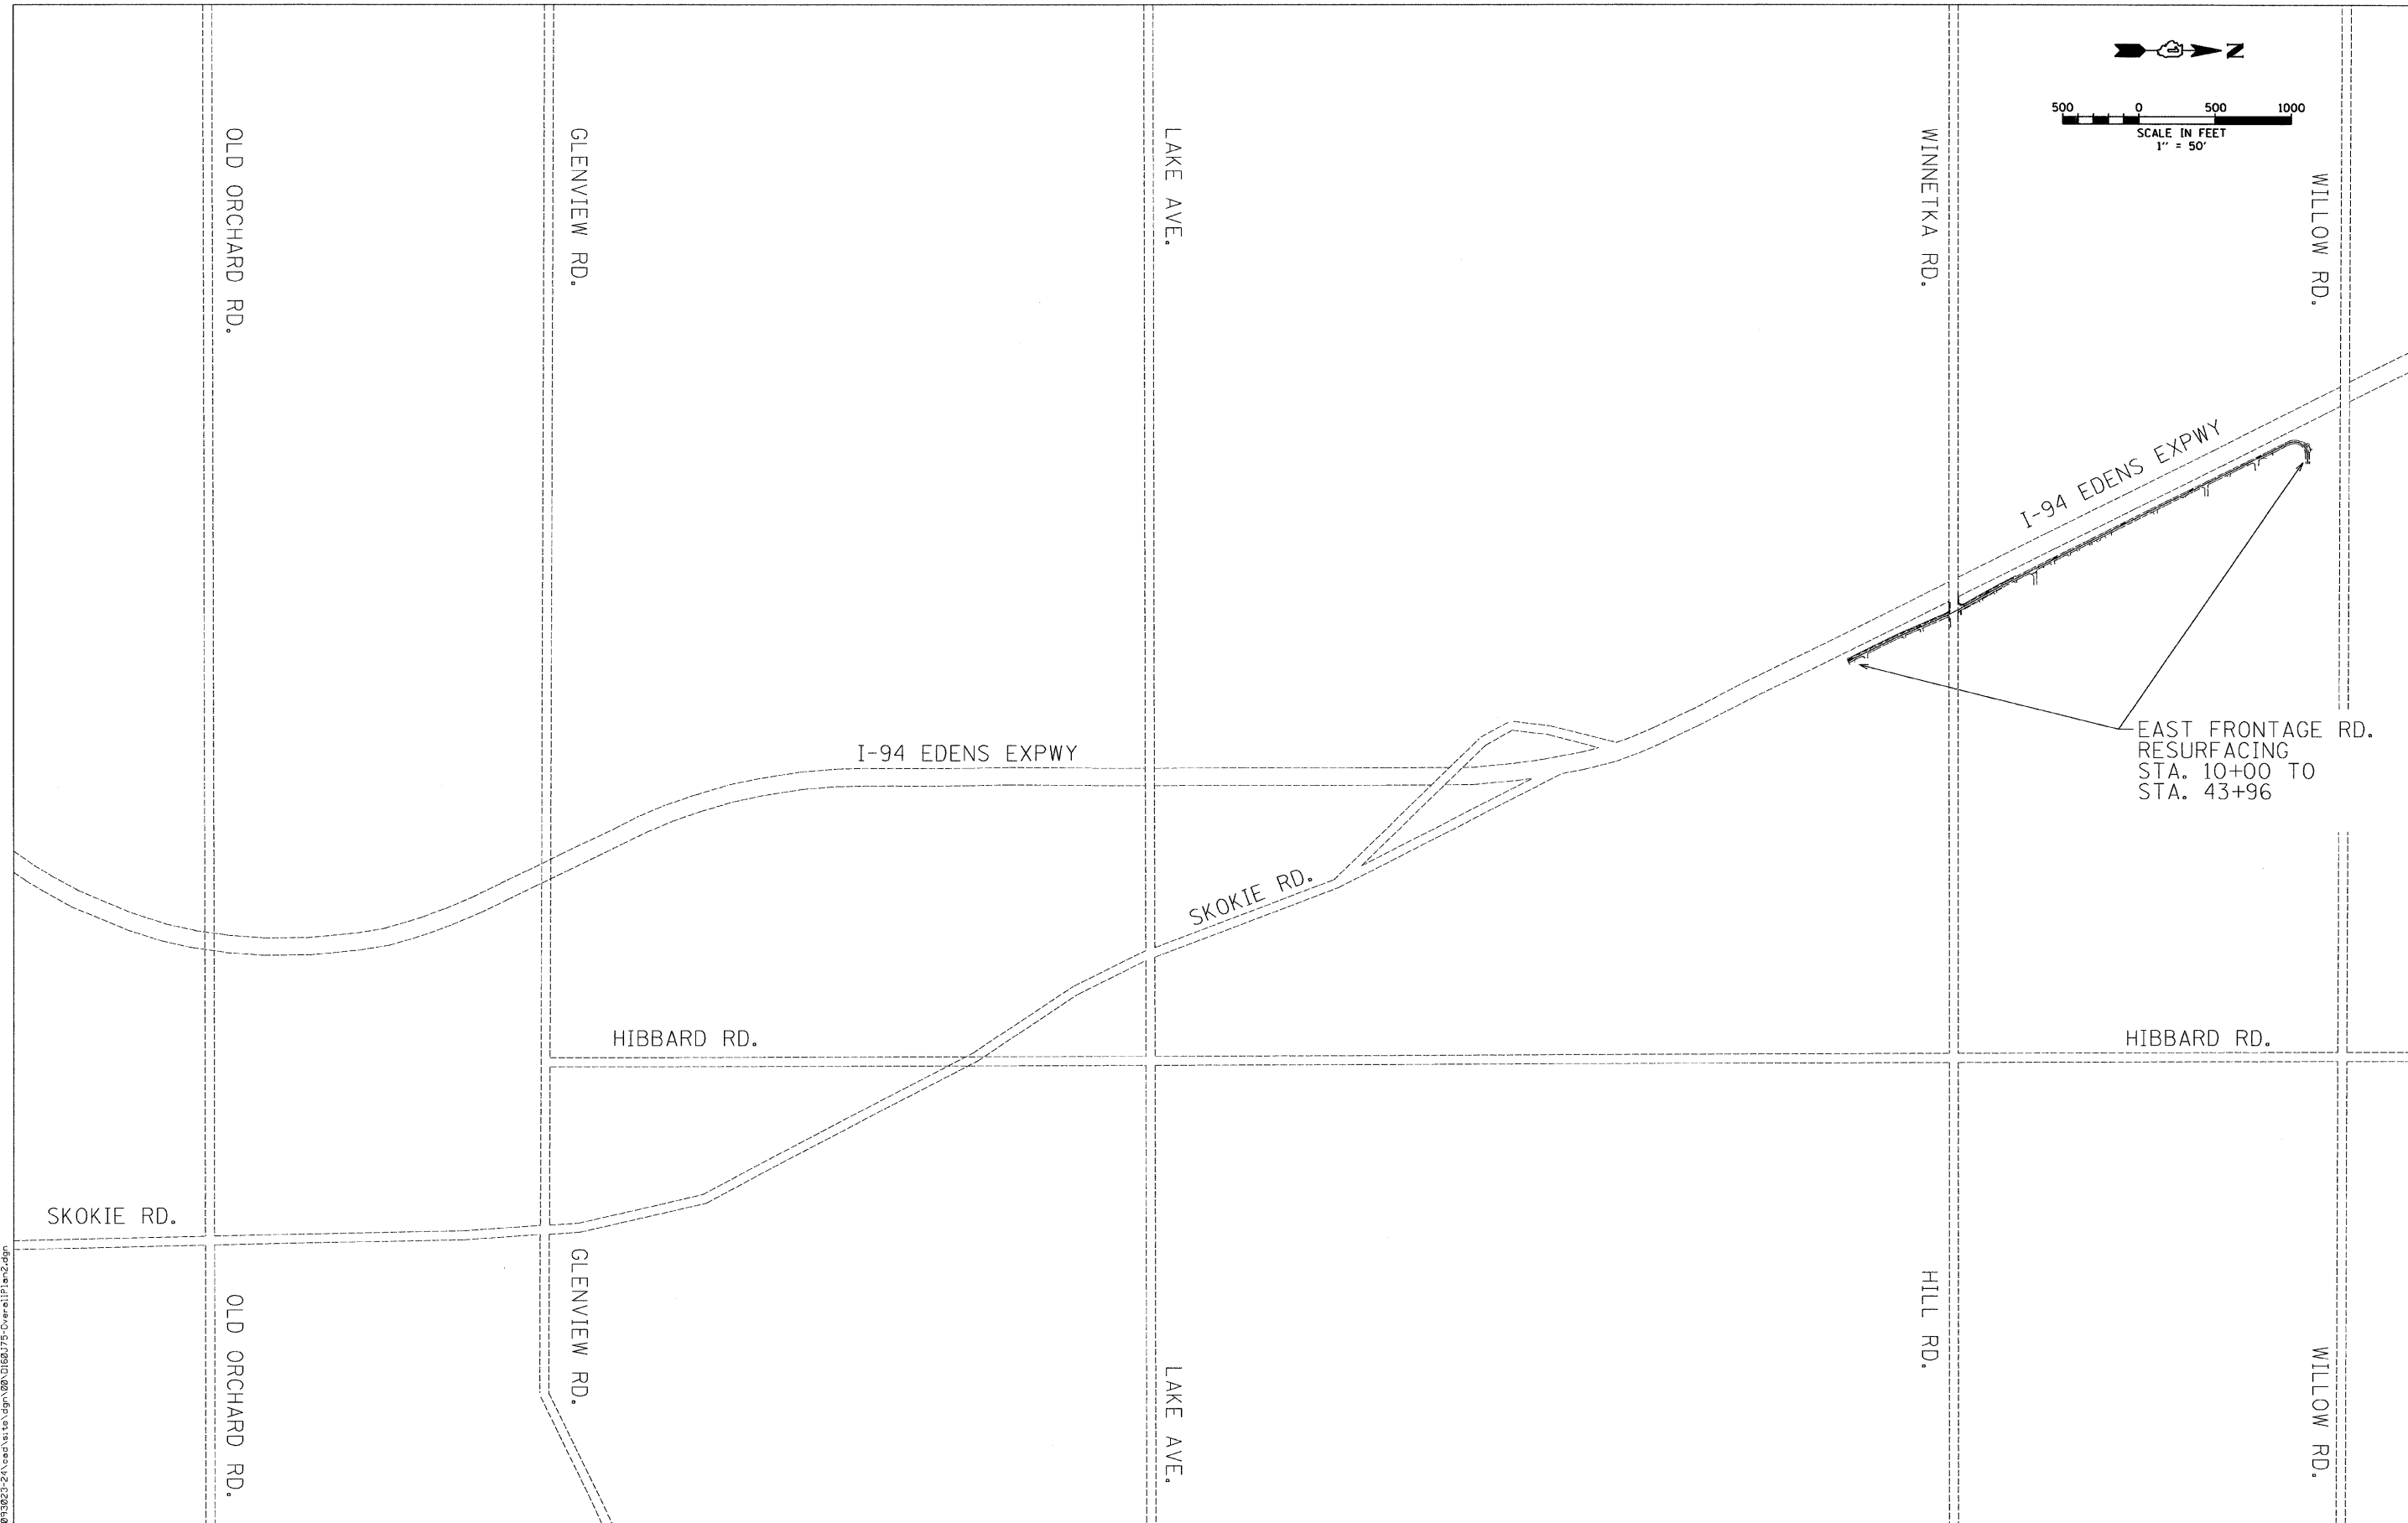 N
500 0 500 1000
SCALE IN FEET
1" = 50'
OLD ORCHARD RD.
GLENVIEW RD.
LAKE AVE.
WINNETKA RD.
WILLOW RD.
I-94 EDENS EXPWY
I-94 EDENS EXPWY
EAST FRONTAGE RD.
RESURFACING
STA. 10+00 TO
STA. 43+96
SKOKIE RD.
HIBBARD RD.
HIBBARD RD.
SKOKIE RD.
OLD ORCHARD RD.
GLENVIEW RD.
LAKE AVE.
HILL RD.
WILLOW RD.